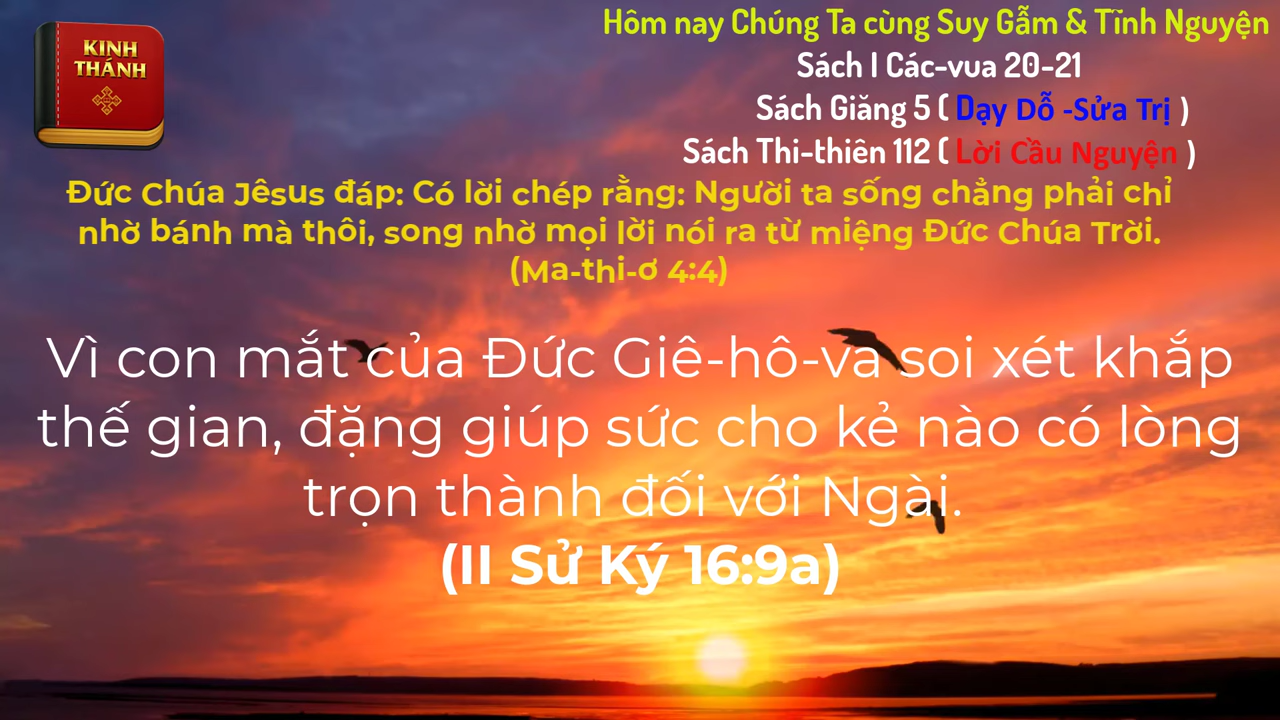 KINH
THÁNH
Hôm nay Chúng Ta cùng Suy Gẫm & Tĩnh Nguyện
Sách I Các-vua 20-21
Sách Giăng 5 ( Dạy Dỗ -Sửa Trị )
Sách Thi-thiên 112 ( Lời Cầu Nguyện )
Đức Chúa Jêsus đáp: Có lời chép rằng: Người ta sống chẳng phải chỉ
nhờ bánh mà thôi, song nhờ mọi lời nói ra từ miệng Đức Chúa Trời.
(Ma-thi-ơ 4:4)
Vì con mắt của Đức Giê-hô-va soi xét khắp
thế gian, đặng giúp sức cho kẻ nào có lòng
trọn thành đối với Ngài.
(II Sử Ký 16:9a)